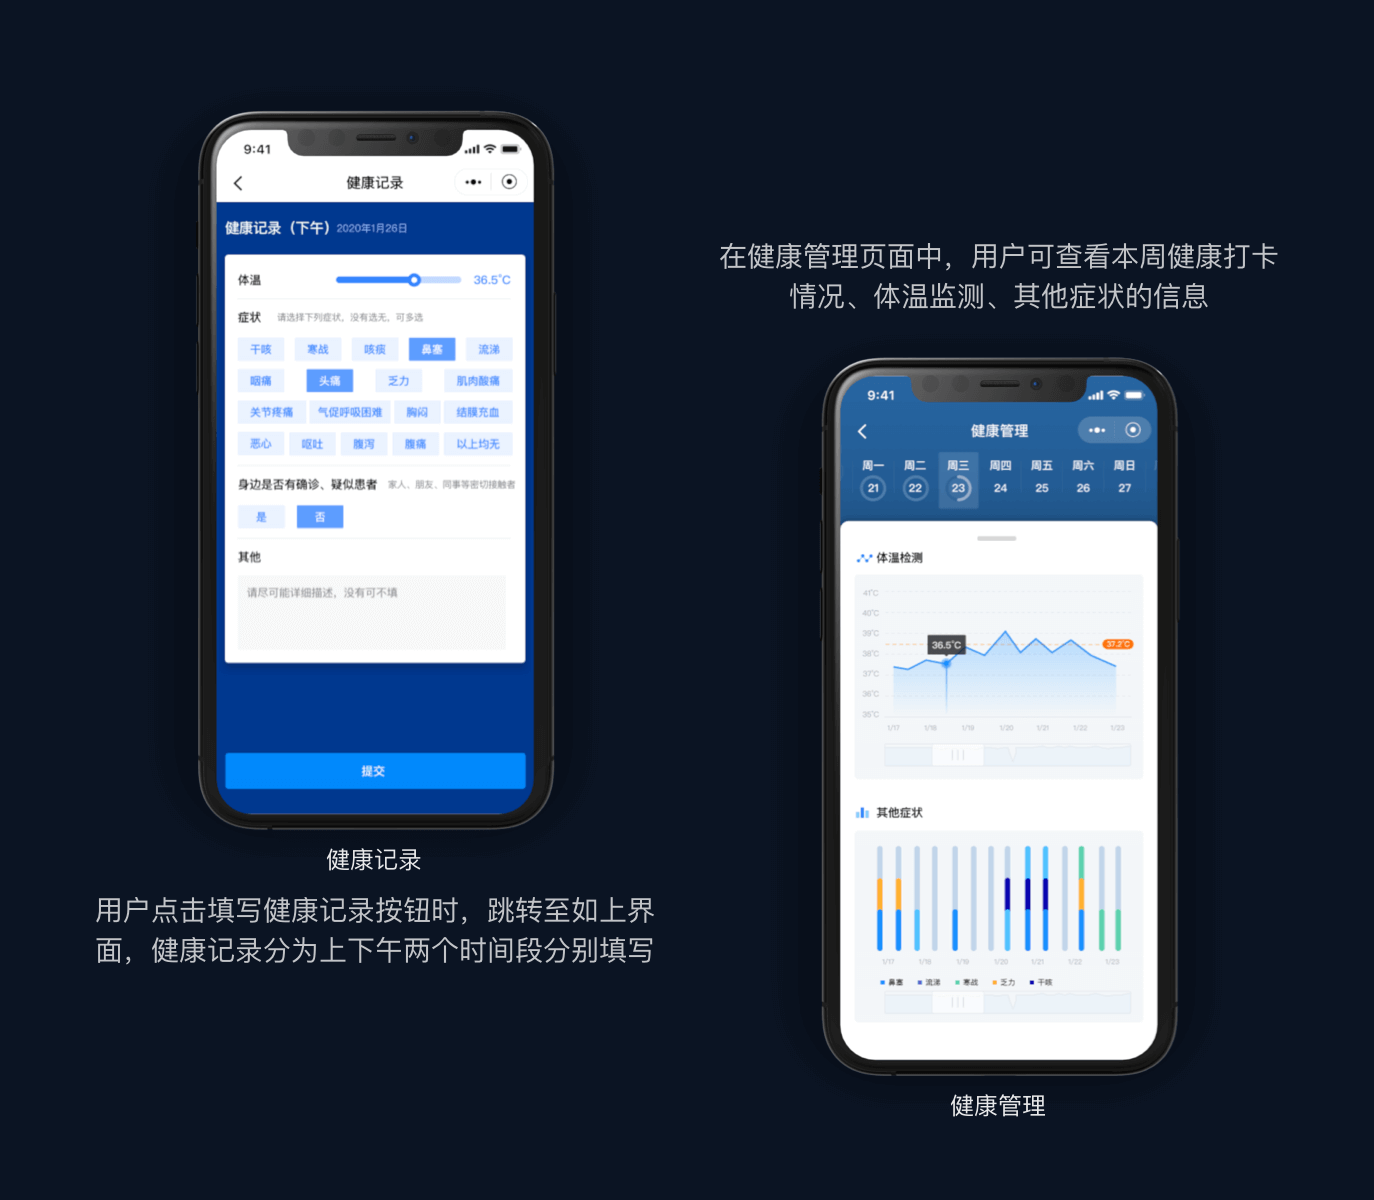 9:41
健康记录
健康记录（下午） 2020年1月26日
体温 36.5°C
症状 请选择下列症状，没有选无，可多选
干咳 寒战 咳痰 鼻塞 流涕
咽痛 头痛 乏力 肌肉酸痛
关节疼痛 气促呼吸困难 胸闷 结膜充血
恶心 呕吐 腹泻 腹痛 以上均无
身边是否有确诊、疑似患者 家人、朋友、同事等密切接触者
是 否
其他
请尽可能详细描述，没有可不填
提交
健康记录
用户点击填写健康记录按钮时，跳转至如上界
面，健康记录分为上下午两个时间段分别填写
在健康管理页面中，用户可查看本周健康打卡
情况、体温监测、其他症状的信息
9:41
健康管理
周一 周二 周三 周四 周五 周六 周日
21 22 23 24 25 26 27
体温检测
41°C
40°C
39°C
38°C
37°C
36°C
35°C
36.5°C
37.2°C
1/17 1/18 1/19 1/20 1/21 1/22 1/23
其他症状
1/17 1/18 1/19 1/20 1/21 1/22 1/23
鼻塞 流涕 寒战 乏力 干咳
健康管理